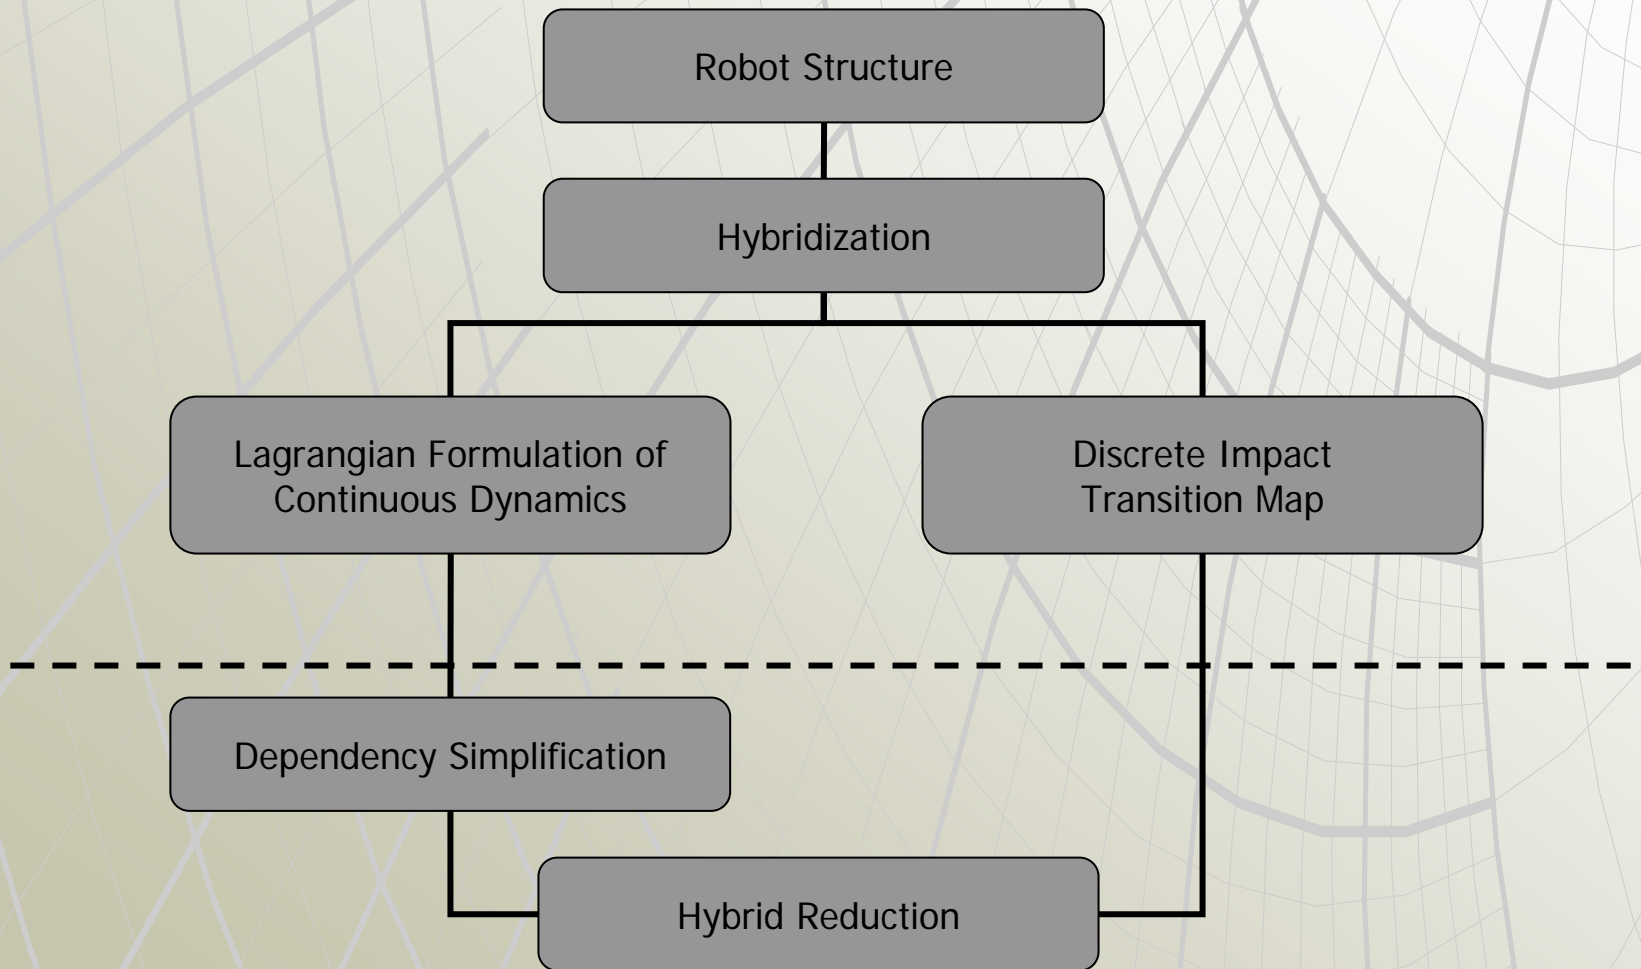 Robot Structure
Hybridization
Lagrangian Formulation of
Continuous Dynamics
Discrete Impact
Transition Map
Dependency Simplification
Hybrid Reduction